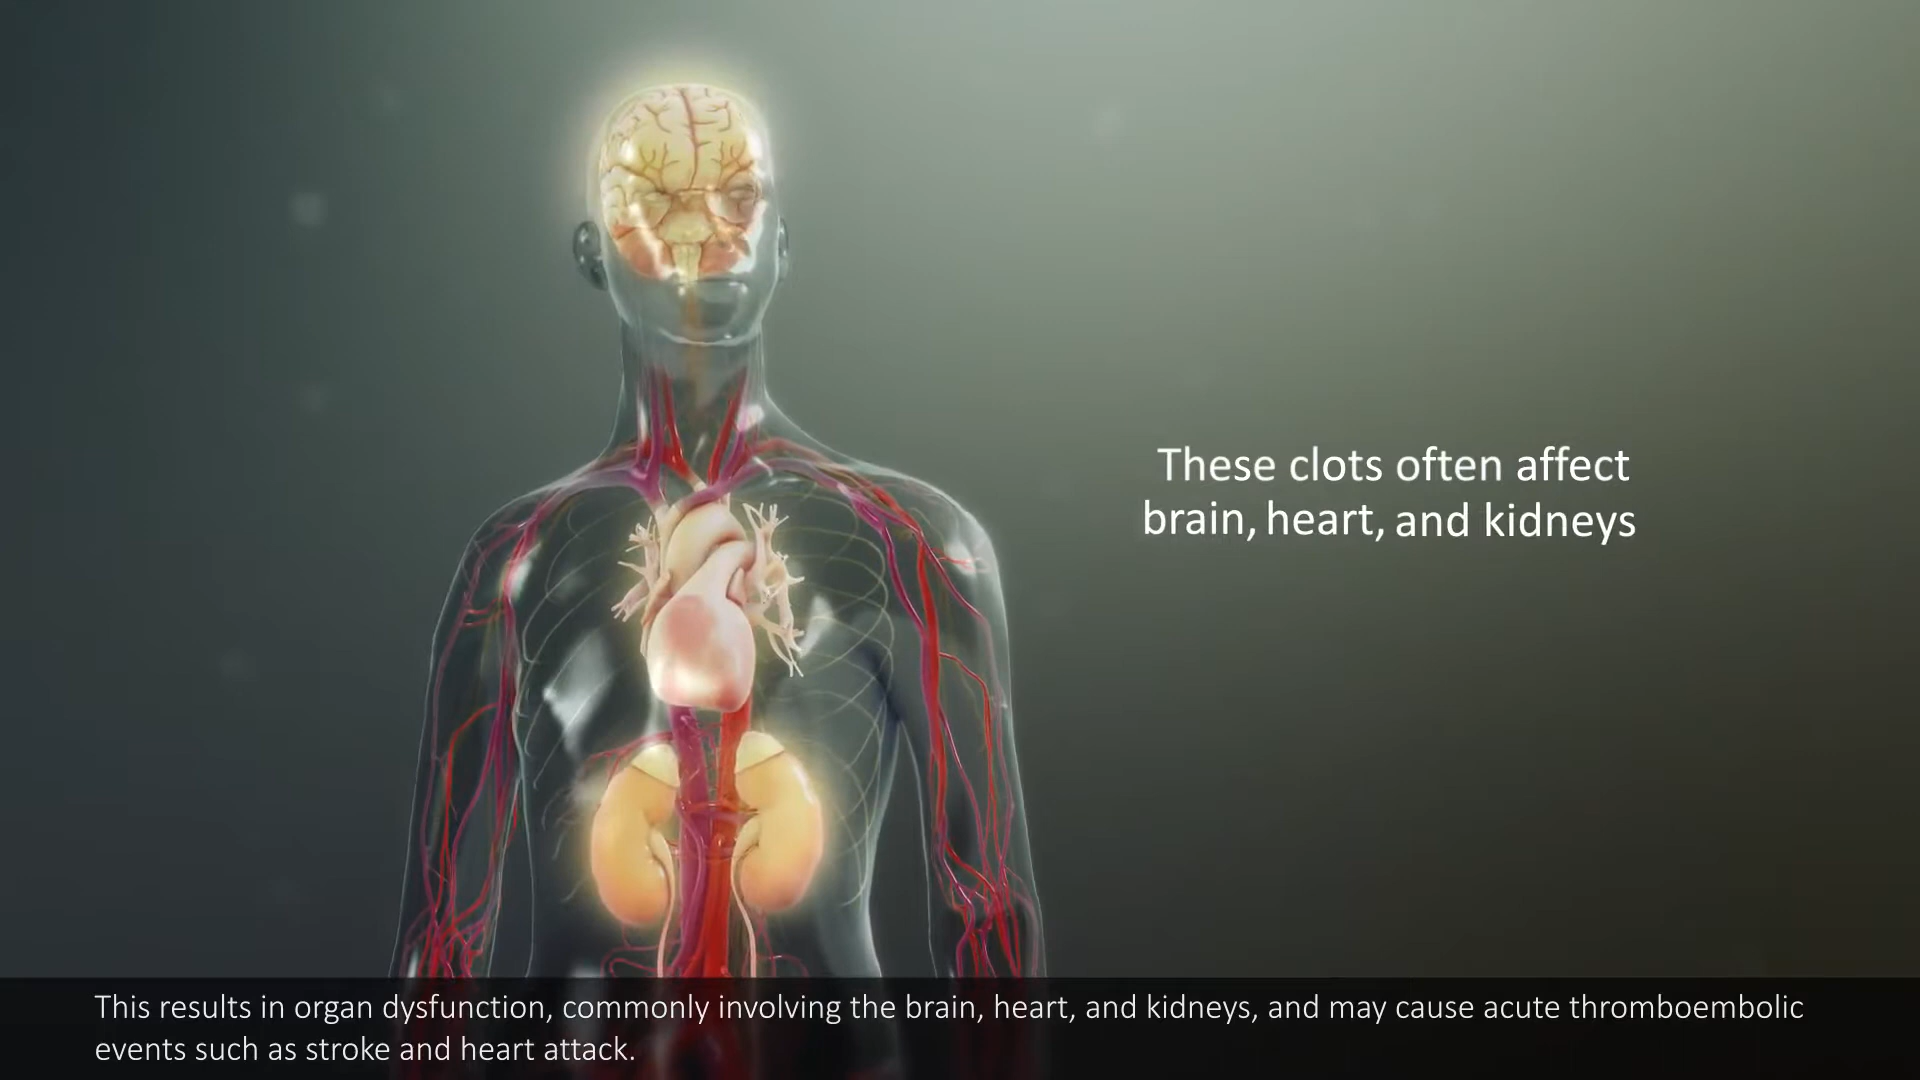 These clots often affect
brain, heart, and kidneys
This results in organ dysfunction, commonly involving the brain, heart, and kidneys, and may cause acute thromboembolic
events such as stroke and heart attack.